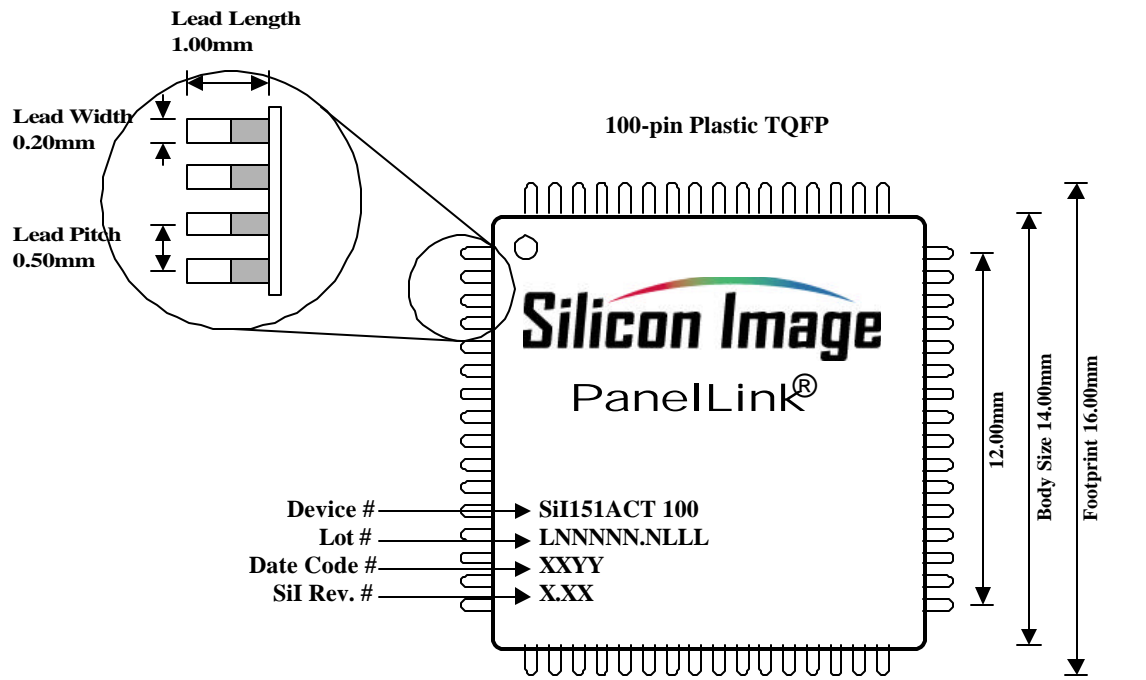 Lead Length
1.00mm
Lead Width
0.20mm
100-pin Plastic TQFP
Lead Pitch
0.50mm
Silicon Image
PanelLink®
Device # SiI151ACT 100
Lot # LNNNNN.NLLL
Date Code # XXYY
SiI Rev. # X.XX
12.00mm
Body Size 14.00mm
Footprint 16.00mm